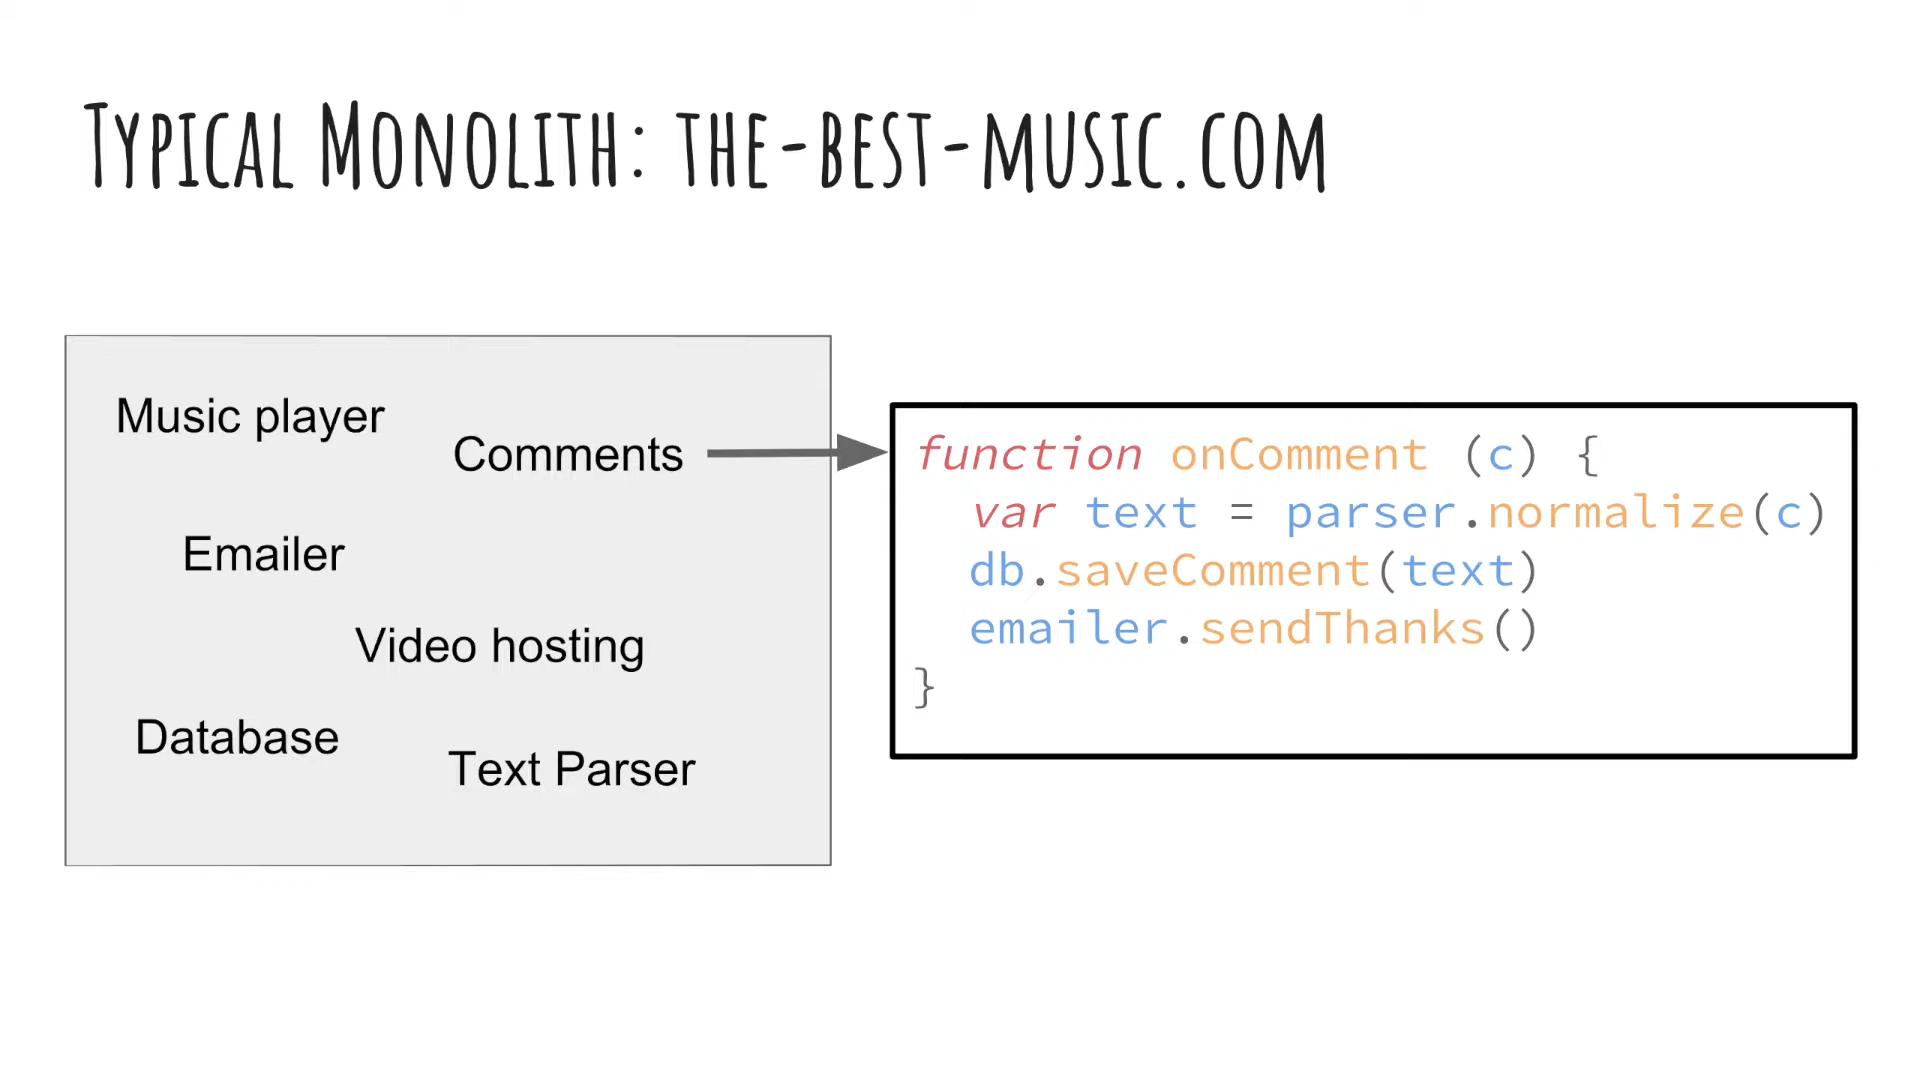 Typical Monolith: the-best-music.com
Music player
Comments
Emailer
Video hosting
Database
Text Parser
function onComment (c) {
  var text = parser.normalize(c)
  db.saveComment(text)
  emailer.sendThanks()
}